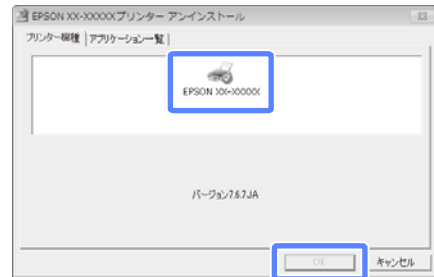 EPSON XX-XXXXXプリンター アンインストール
プリンター機種 アプリケーション一覧
EPSON XX-XXXXX
バージョン7.6.7.JA
OK キャンセル